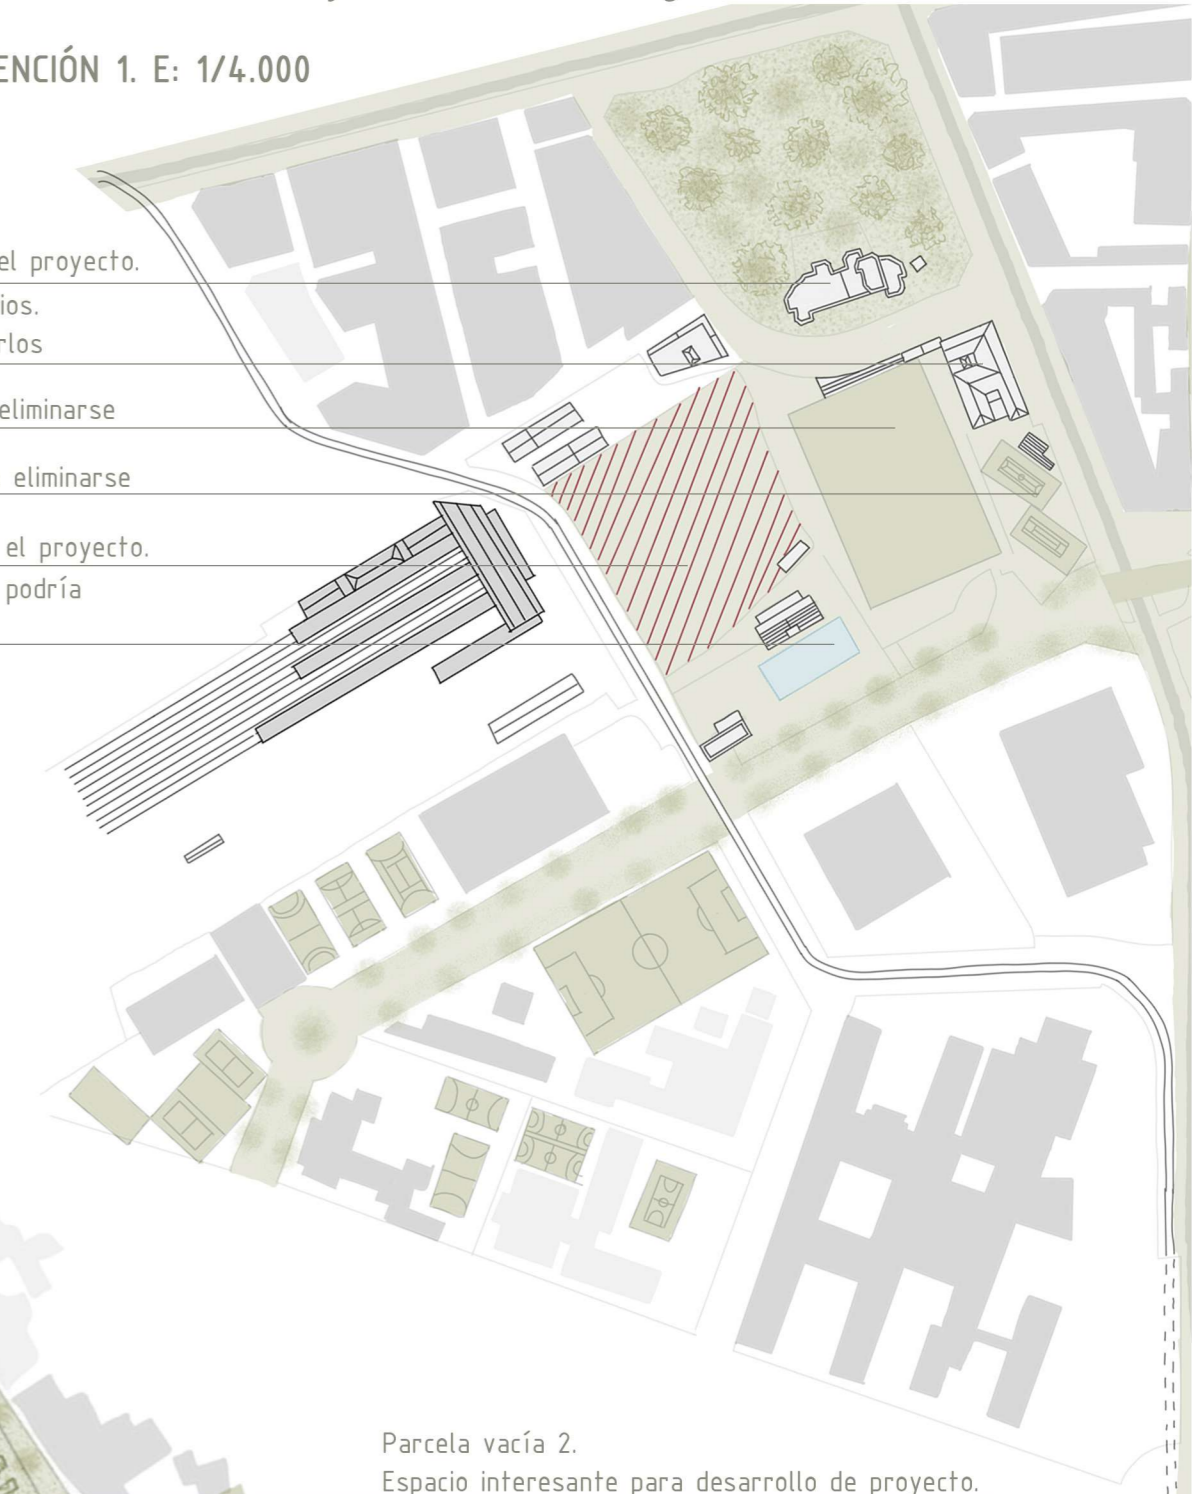 ENCIÓN 1. E: 1/4.000
el proyecto.
ios.
rlos
eliminarse
eliminarse
el proyecto.
podría
Parcela vacía 2.
Espacio interesante para desarrollo de proyecto.